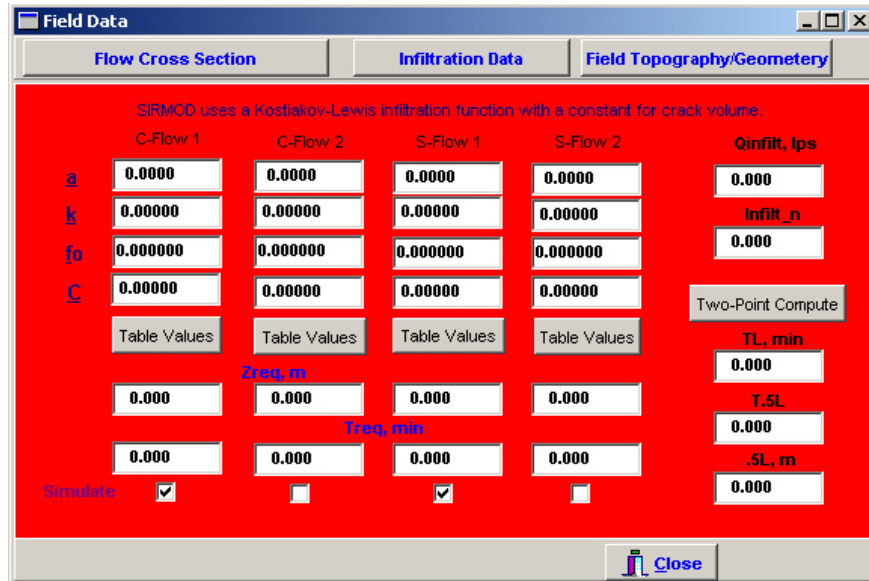 Field Data
Flow Cross Section Infiltration Data Field Topography/Geometery
SIRMOD uses a Kostiakov-Lewis infiltration function with a constant for crack volume.
C-Flow 1 C-Flow 2 S-Flow 1 S-Flow 2 Qinfilt, lps
a 0.0000 0.0000 0.0000 0.0000 0.000
k 0.00000 0.00000 0.00000 0.00000 Infilt_n
fo 0.000000 0.000000 0.000000 0.000000 0.000
C 0.00000 0.00000 0.00000 0.00000 Two-Point Compute
Table Values Table Values Table Values Table Values TL, min
Zreq, m 0.000
0.000 0.000 0.000 0.000 T.5L
Treq, min 0.000
0.000 0.000 0.000 0.000 .5L, m
Simulate 0.000
Close